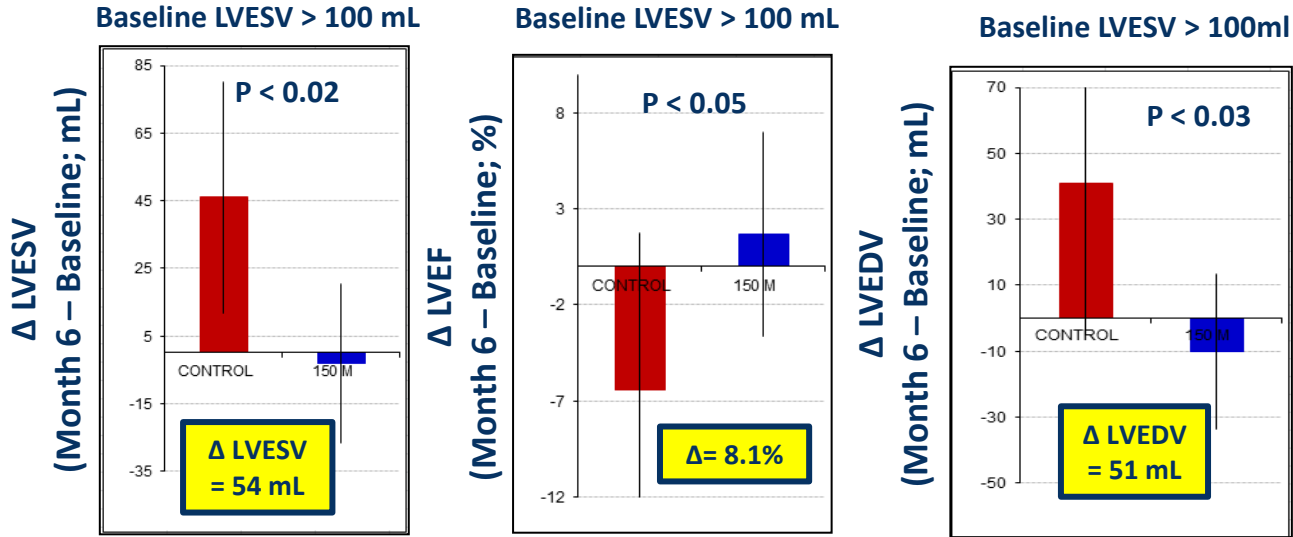 Baseline LVESV > 100 mL
Δ LVESV
(Month 6 – Baseline; mL)
85
65
45
25
5
-15
-35
P < 0.02
CONTROL
150 M
Δ LVESV
= 54 mL
Baseline LVESV > 100 mL
Δ LVEF
(Month 6 – Baseline; %)
8
3
-2
-7
-12
P < 0.05
CONTROL
150 M
Δ= 8.1%
Baseline LVESV > 100ml
Δ LVEDV
(Month 6 – Baseline; mL)
70
50
30
10
-10
-30
-50
P < 0.03
CONTROL
150 M
Δ LVEDV
= 51 mL